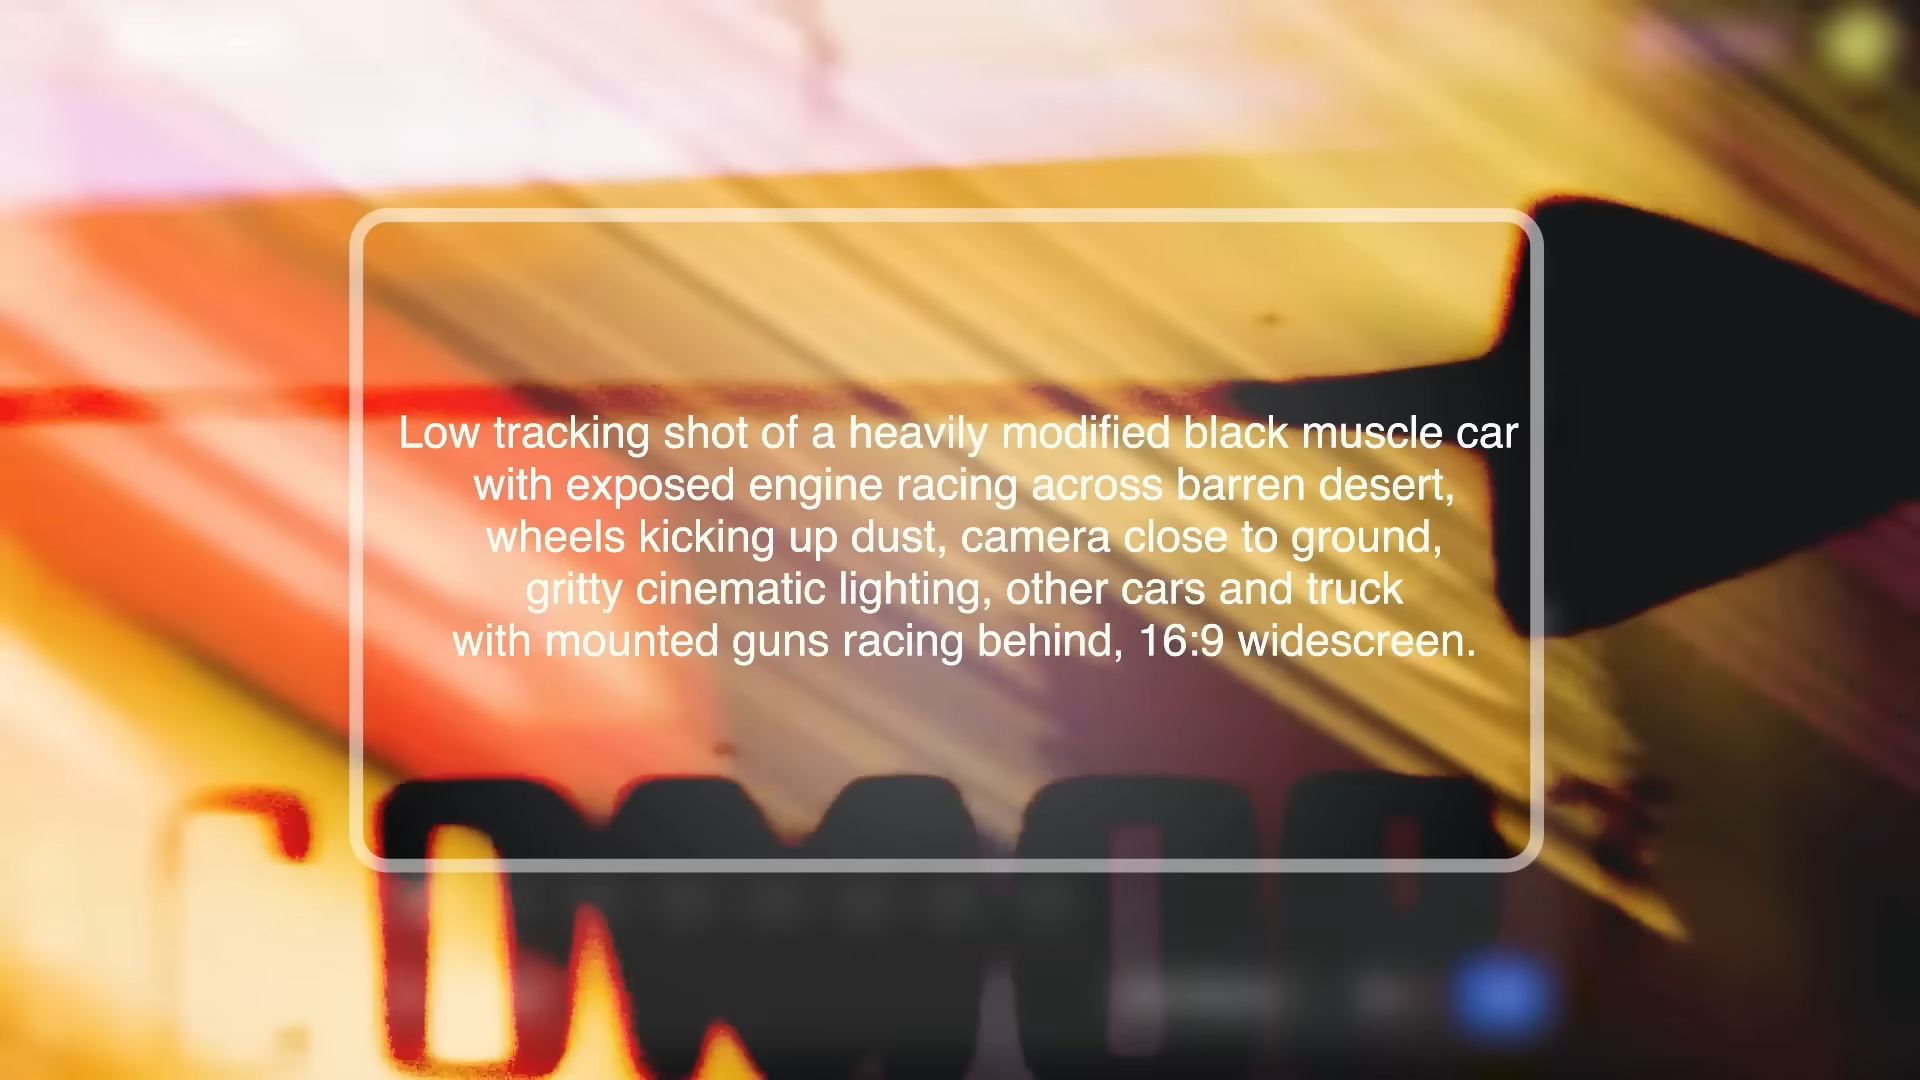 Low tracking shot of a heavily modified black muscle car
with exposed engine racing across barren desert,
wheels kicking up dust, camera close to ground,
gritty cinematic lighting, other cars and truck
with mounted guns racing behind, 16:9 widescreen.